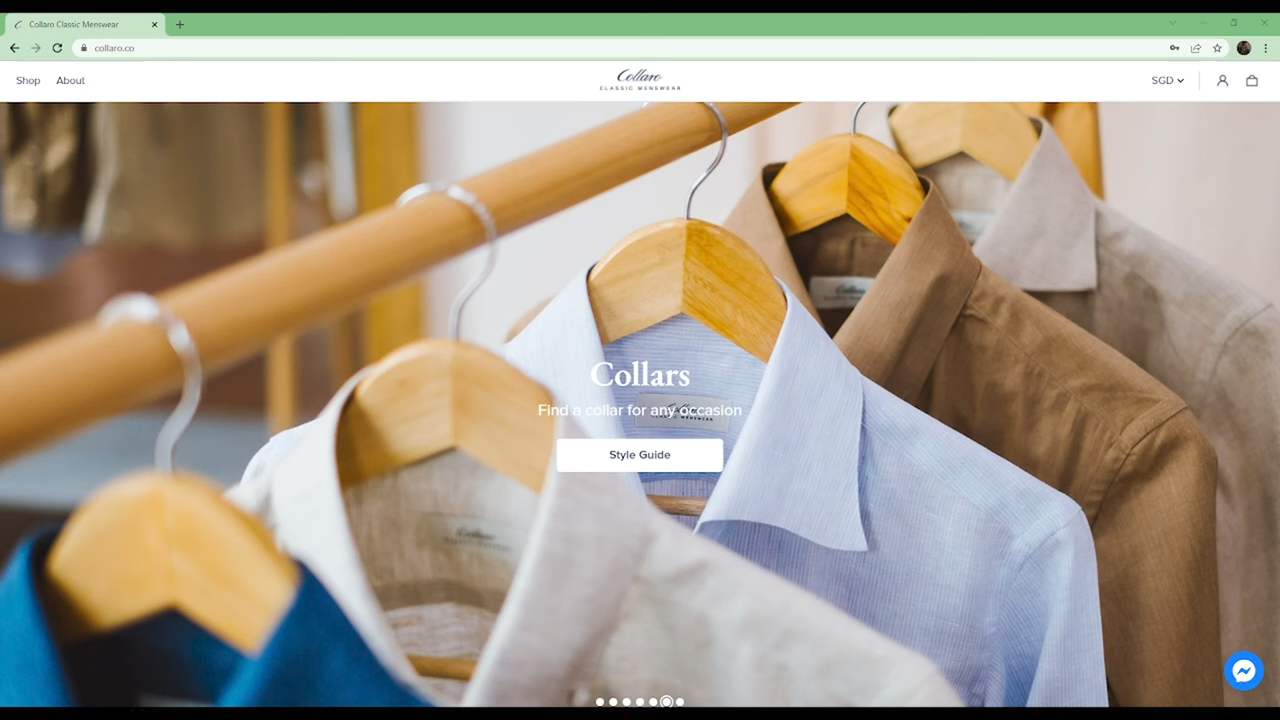 Collaro Classic Menswear
collaro.co
Shop About
Collaro
CLASSIC MENSWEAR
SGD
Collars
Find a collar for any occasion
Style Guide